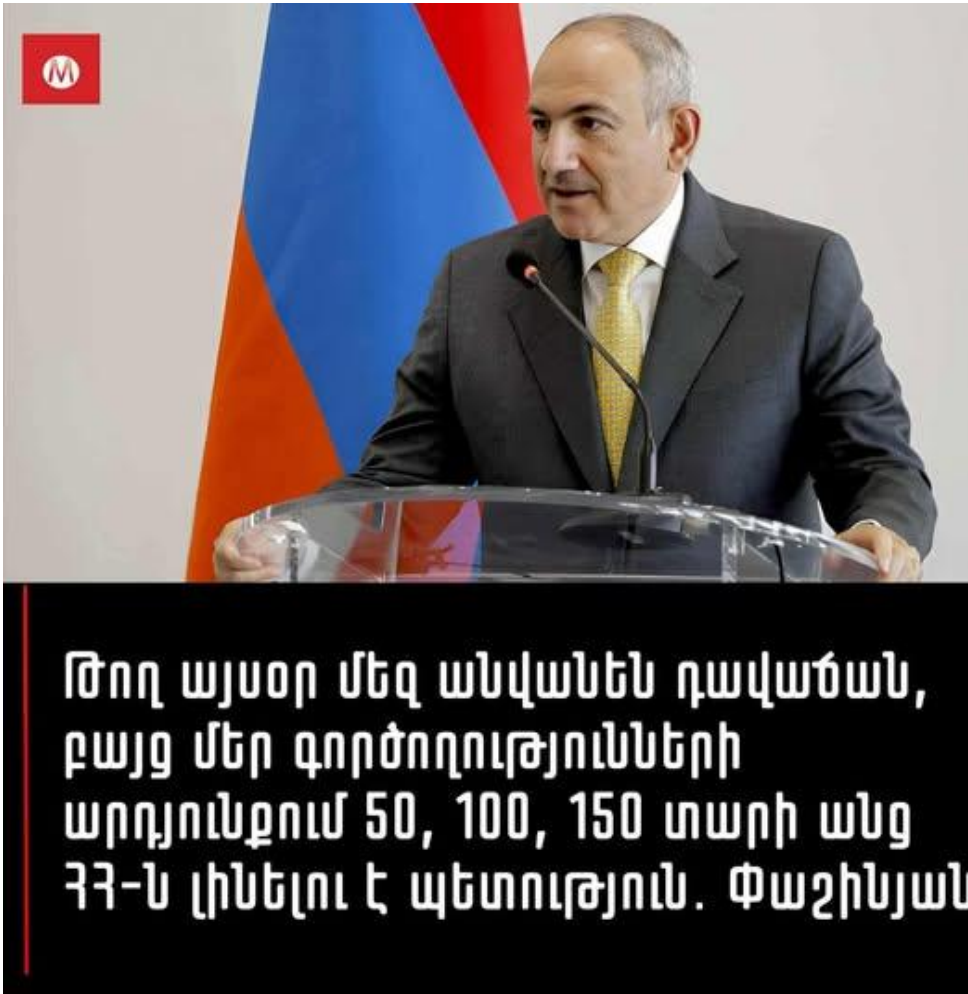 M
Թող այսօր մեզ անվանեն դավաճան,
բայց մեր գործողությունների
արդյունքում 50, 100, 150 տարի անց
ՀՀ-ն լինելու է պետություն. Փաշինյան